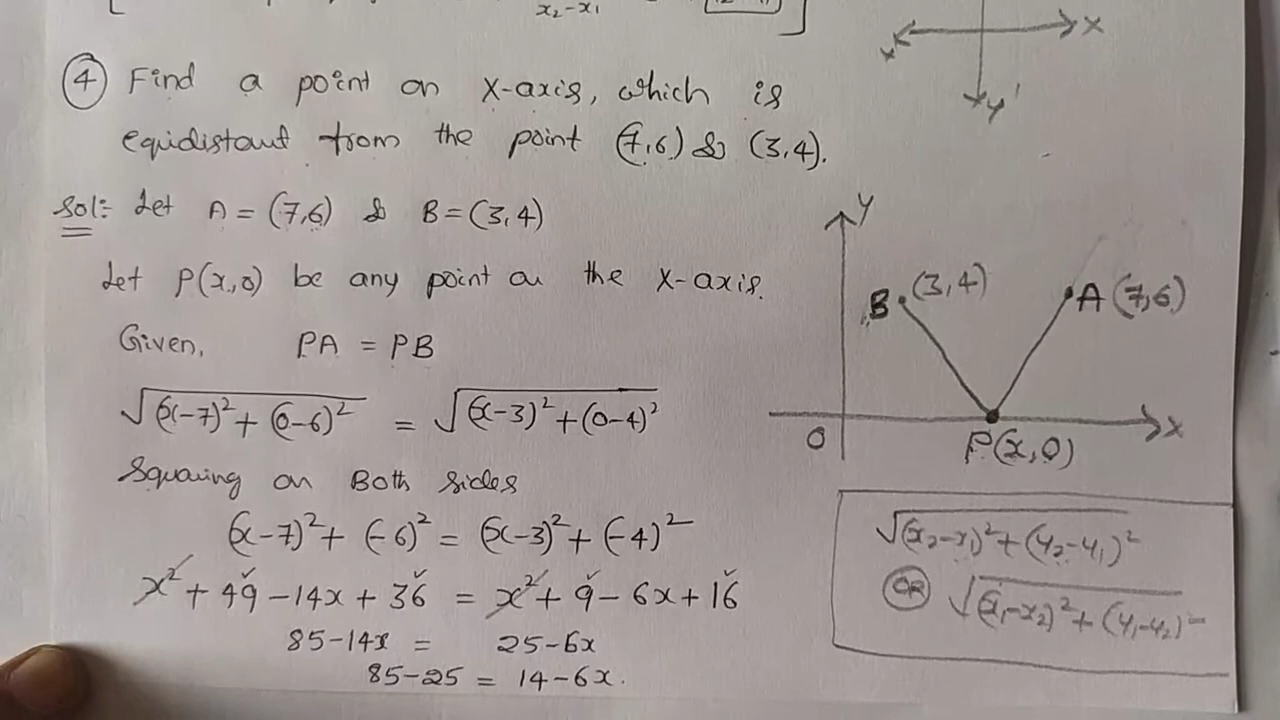 x₂-x₁
X
x'
y'
④ Find a point on X-axis, which is
equidistant from the point (7,6) & (3,4).
Sol:- Let A = (7,6) & B = (3,4)
Let P(x,0) be any point on the X-axis.
Given, PA = PB
√(x-7)² + (0-6)² = √(x-3)² + (0-4)²
Squaring on Both sides
(x-7)² + (-6)² = (x-3)² + (-4)²
x² + 49 - 14x + 36 = x² + 9 - 6x + 16
85-14x = 25-6x
85-25 = 14-6x.
y
B (3,4)
A (7,6)
O
X
P(x,0)
√(x₂-x₁)² + (y₂-y₁)²
OR √(x₁-x₂)² + (y₁-y₂)²